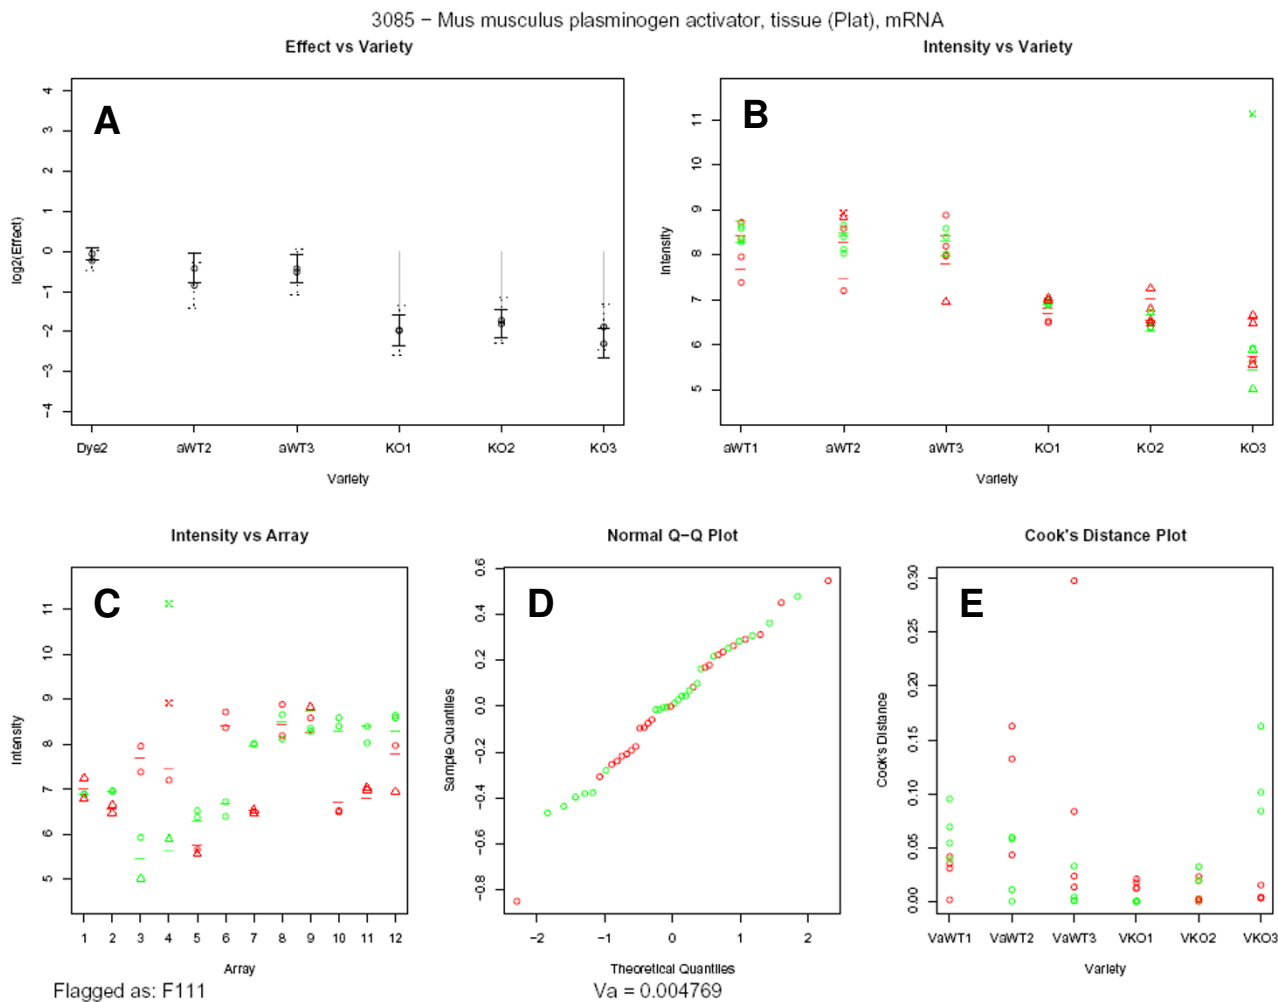 3085 − Mus musculus plasminogen activator, tissue (Plat), mRNA
Effect vs Variety
A
log2(Effect)
4
3
2
1
0
−1
−2
−3
−4
Dye2 aWT2 aWT3 KO1 KO2 KO3
Variety
Intensity vs Variety
B
Intensity
11
10
9
8
7
6
5
aWT1 aWT2 aWT3 KO1 KO2 KO3
Variety
Intensity vs Array
C
Intensity
11
10
9
8
7
6
5
1 2 3 4 5 6 7 8 9 10 11 12
Array
Normal Q−Q Plot
D
Sample Quantiles
0.6
0.4
0.2
0.0
−0.2
−0.4
−0.6
−0.8
−2 −1 0 1 2
Theoretical Quantiles
Cook's Distance Plot
E
Cook's Distance
0.30
0.25
0.20
0.15
0.10
0.05
0.00
VaWT1 VaWT2 VaWT3 VKO1 VKO2 VKO3
Variety
Flagged as: F111
Va = 0.004769